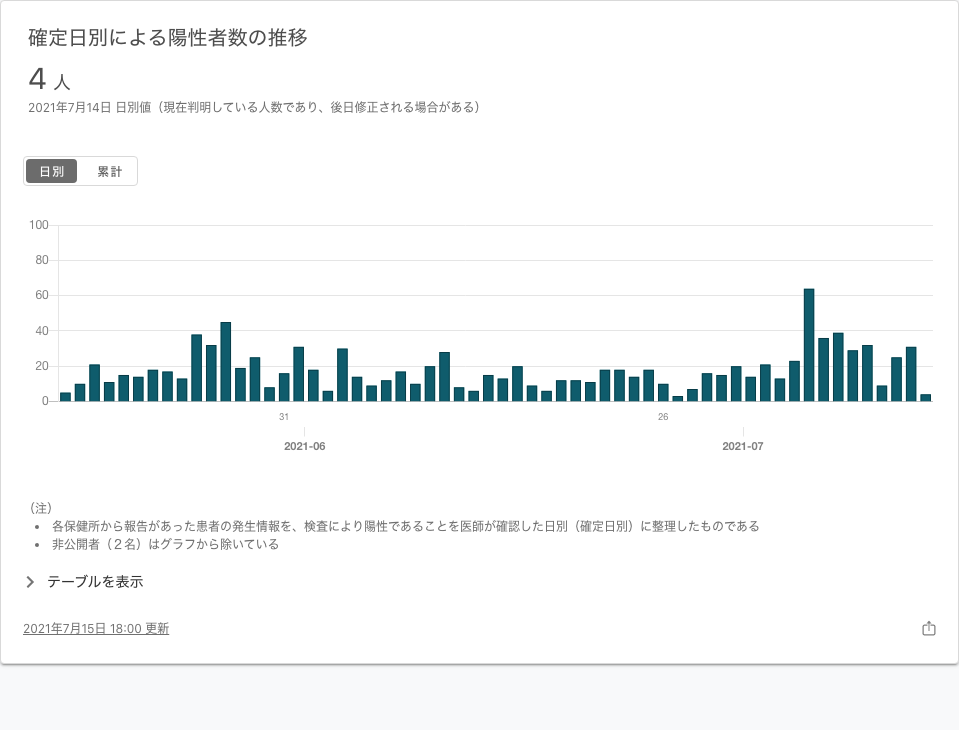 確定日別による陽性者数の推移
4 人
2021年7月14日 日別値（現在判明している人数であり、後日修正される場合がある）
日別 累計
100
80
60
40
20
0
31 26
2021-06 2021-07
（注）
• 各保健所から報告があった患者の発生情報を、検査により陽性であることを医師が確認した日別（確定日別）に整理したものである
• 非公開者（２名）はグラフから除いている
テーブルを表示
2021年7月15日 18:00 更新